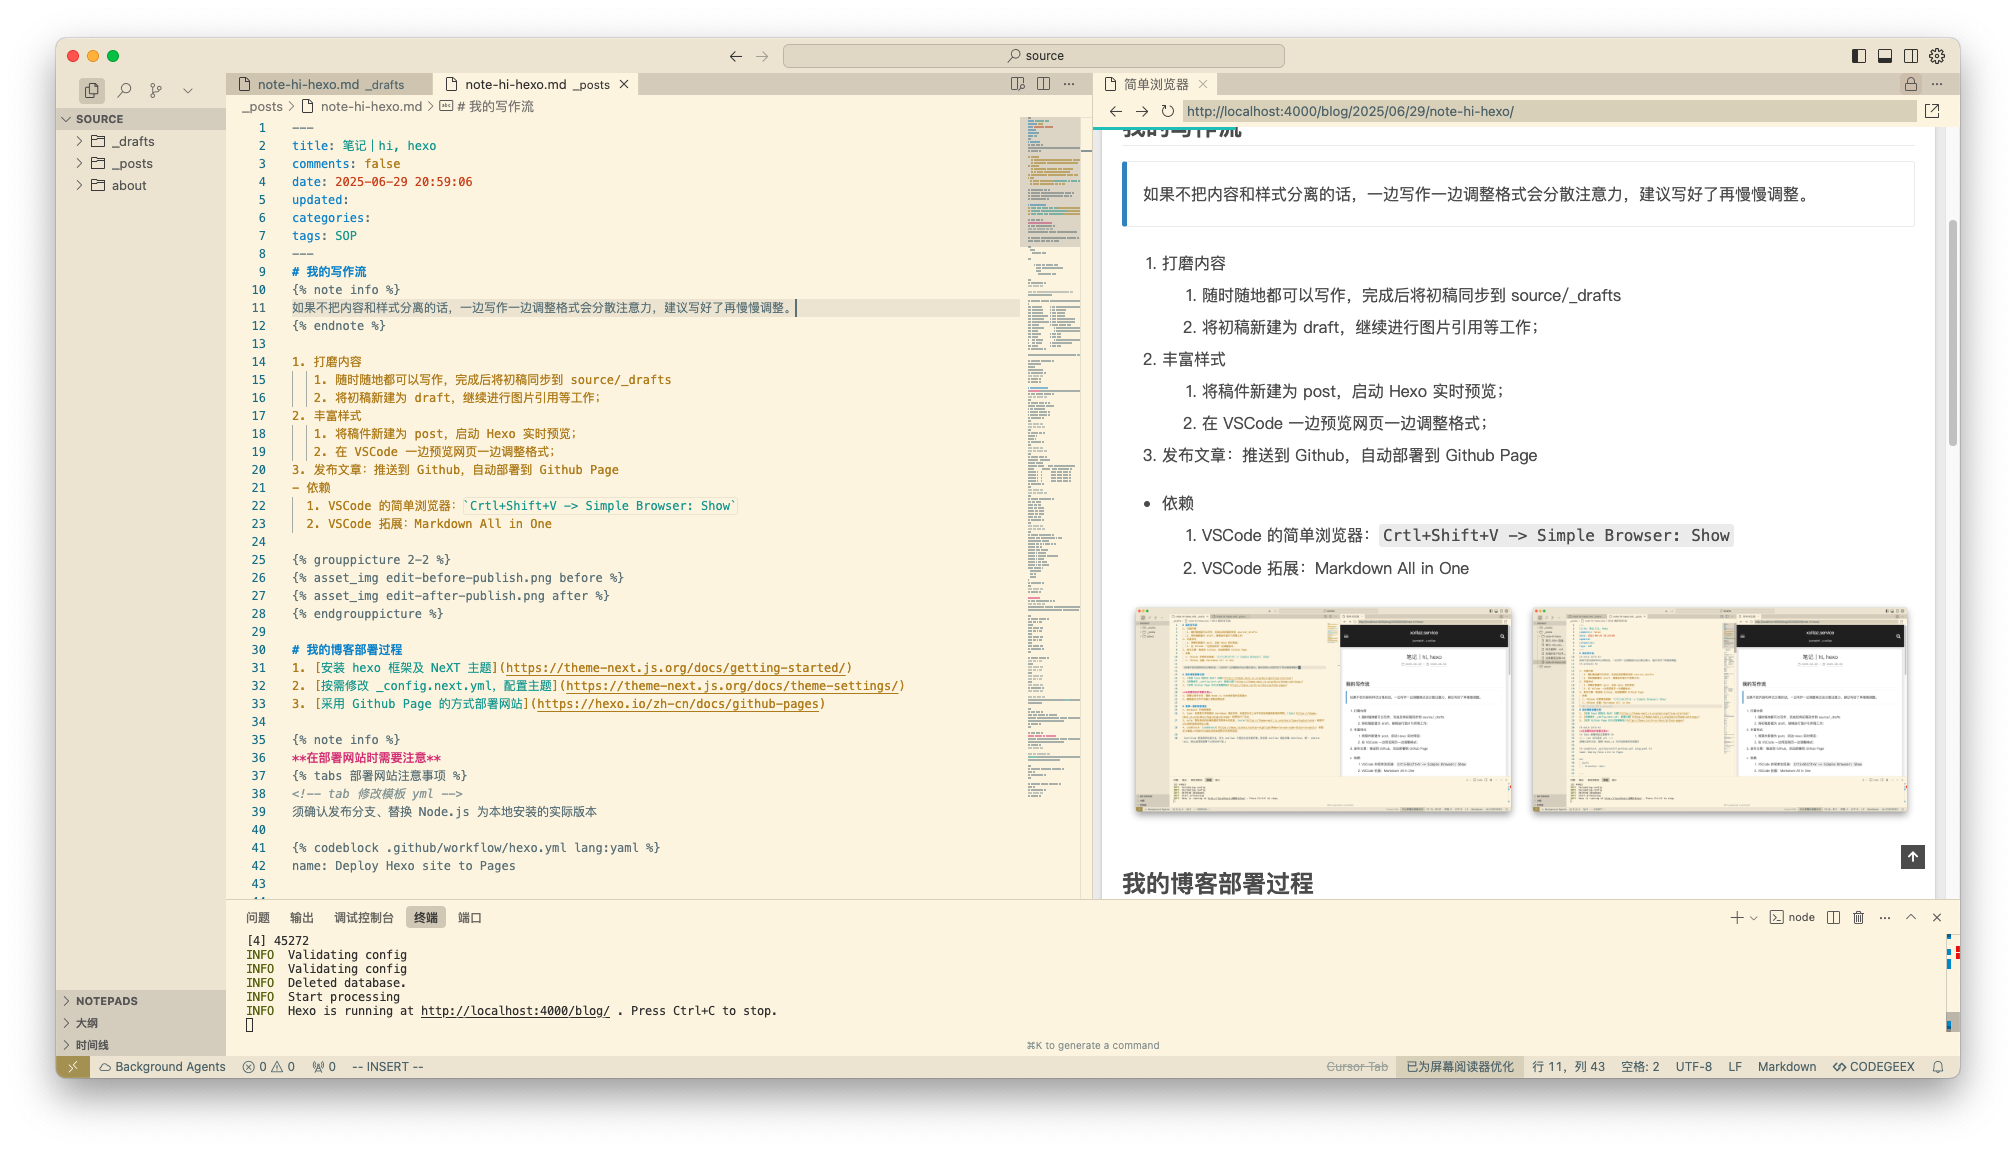 source
SOURCE
_drafts
_posts
about
NOTEPADS
大纲
时间线
note-hi-hexo.md _drafts
note-hi-hexo.md _posts
_posts > note-hi-hexo.md > # 我的写作流
1 ---
2 title: 笔记|hi, hexo
3 comments: false
4 date: 2025-06-29 20:59:06
5 updated:
6 categories:
7 tags: SOP
8 ---
9 # 我的写作流
10 {% note info %}
11 如果不把内容和样式分离的话，一边写作一边调整格式会分散注意力，建议写好了再慢慢调整。
12 {% endnote %}
13
14 1. 打磨内容
15 1. 随时随地都可以写作，完成后将初稿同步到 source/_drafts
16 2. 将初稿新建为 draft，继续进行图片引用等工作；
17 2. 丰富样式
18 1. 将稿件新建为 post，启动 Hexo 实时预览；
19 2. 在 VSCode 一边预览网页一边调整格式；
20 3. 发布文章：推送到 Github，自动部署到 Github Page
21 - 依赖
22 1. VSCode 的简单浏览器：`Crtl+Shift+V -> Simple Browser: Show`
23 2. VSCode 拓展：Markdown All in One
24
25 {% grouppicture 2-2 %}
26 {% asset_img edit-before-publish.png before %}
27 {% asset_img edit-after-publish.png after %}
28 {% endgrouppicture %}
29
30 # 我的博客部署过程
31 1. [安装 hexo 框架及 NeXT 主题](https://theme-next.js.org/docs/getting-started/)
32 2. [按需修改 _config.next.yml，配置主题](https://theme-next.js.org/docs/theme-settings/)
33 3. [采用 Github Page 的方式部署网站](https://hexo.io/zh-cn/docs/github-pages)
34
35 {% note info %}
36 **在部署网站时需要注意**
37 {% tabs 部署网站注意事项 %}
38 <!-- tab 修改模板 yml -->
39 须确认发布分支、替换 Node.js 为本地安装的实际版本
40
41 {% codeblock .github/workflow/hexo.yml lang:yaml %}
42 name: Deploy Hexo site to Pages
43
简单浏览器
http://localhost:4000/blog/2025/06/29/note-hi-hexo/
我的写作流
如果不把内容和样式分离的话，一边写作一边调整格式会分散注意力，建议写好了再慢慢调整。
1. 打磨内容
1. 随时随地都可以写作，完成后将初稿同步到 source/_drafts
2. 将初稿新建为 draft，继续进行图片引用等工作；
2. 丰富样式
1. 将稿件新建为 post，启动 Hexo 实时预览；
2. 在 VSCode 一边预览网页一边调整格式；
3. 发布文章：推送到 Github，自动部署到 Github Page
依赖
1. VSCode 的简单浏览器：Crtl+Shift+V -> Simple Browser: Show
2. VSCode 拓展：Markdown All in One
我的博客部署过程
问题 输出 调试控制台 终端 端口
node
[4] 45272
INFO Validating config
INFO Validating config
INFO Deleted database.
INFO Start processing
INFO Hexo is running at http://localhost:4000/blog/ . Press Ctrl+C to stop.
⌘K to generate a command
Background Agents 0 0 0 -- INSERT --
Cursor Tab 已为屏幕阅读器优化 行 11，列 43 空格: 2 UTF-8 LF Markdown CODEGEEX